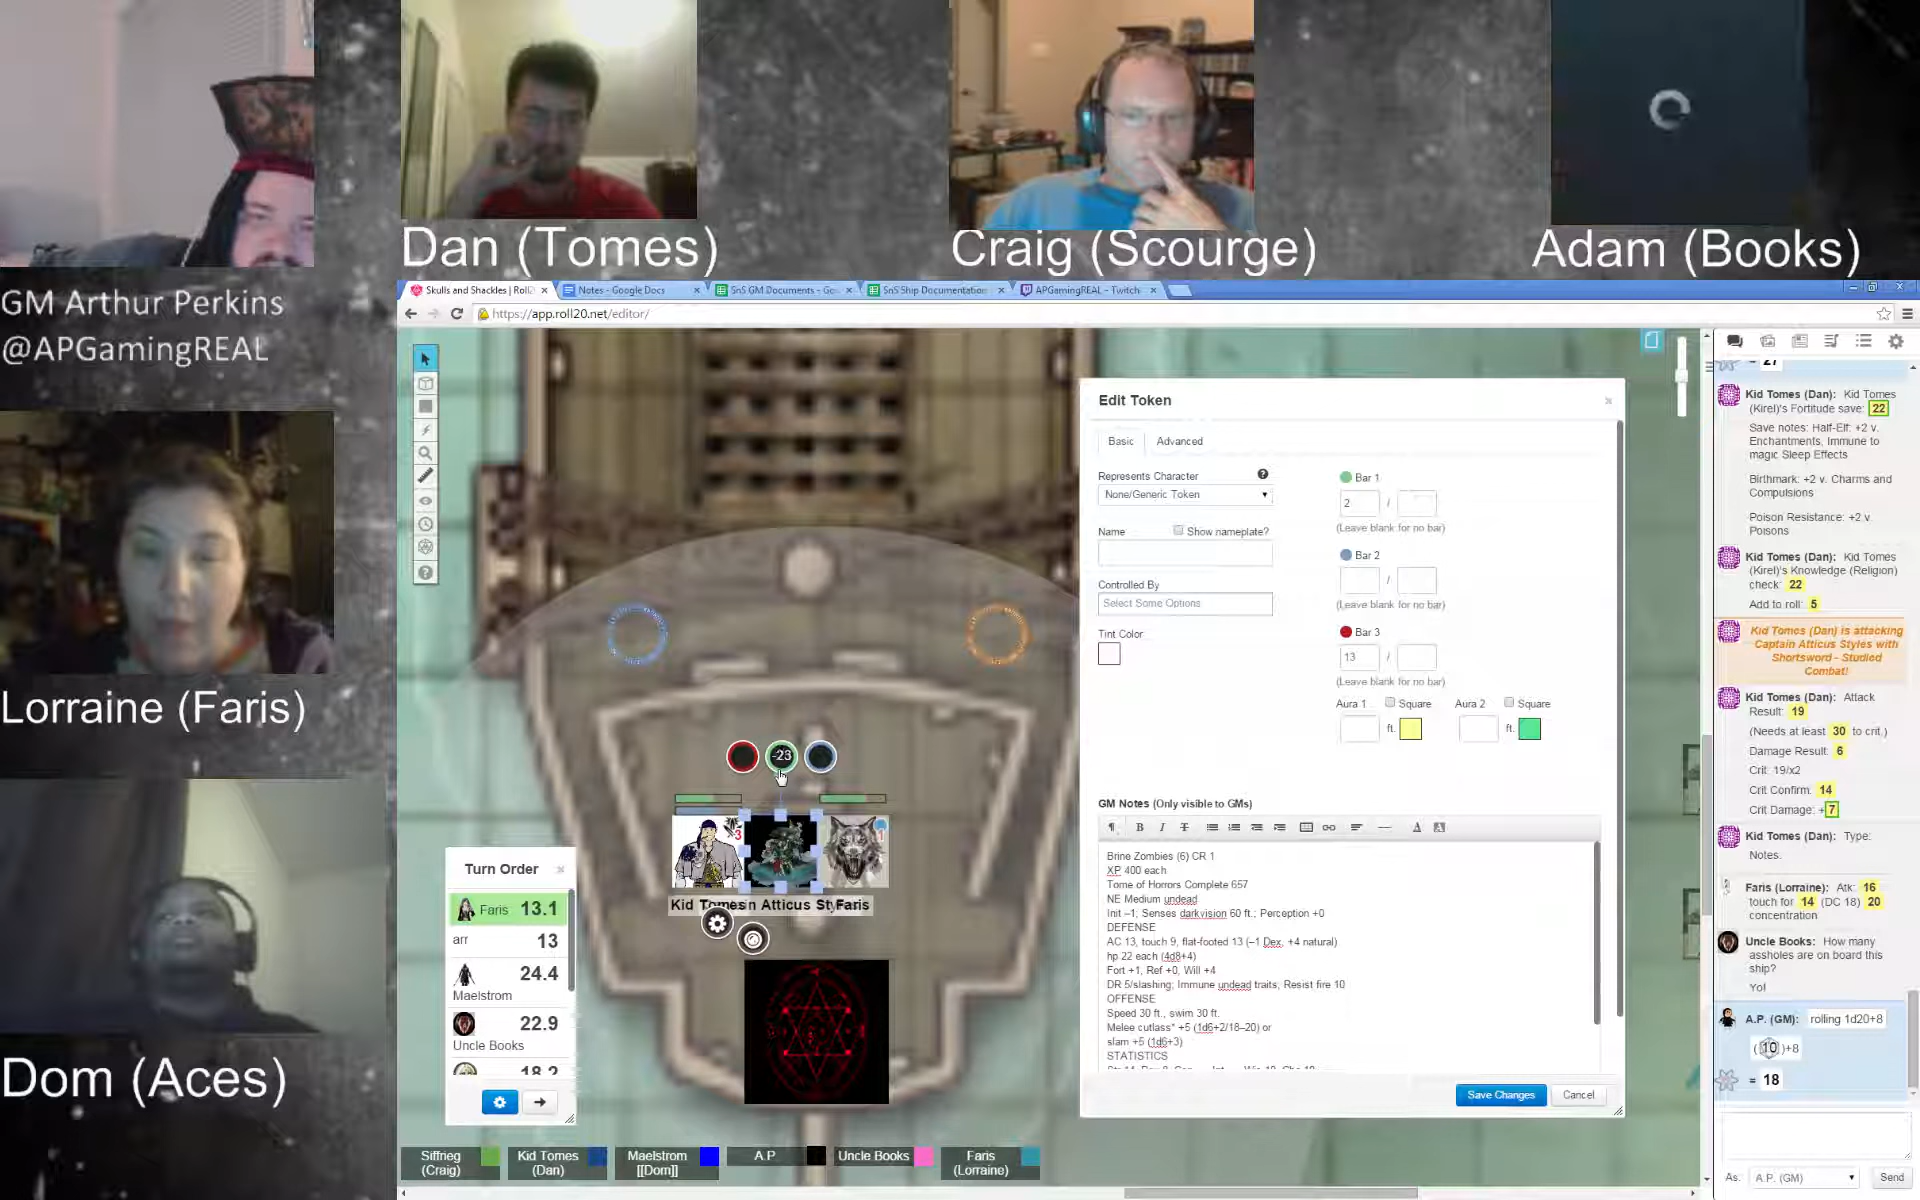 Dan (Tomes)
Craig (Scourge)
Adam (Books)
GM Arthur Perkins
@APGamingREAL
Lorraine (Faris)
Dom (Aces)
Skulls and Shackles | Roll2
Notes - Google Docs
SnS GM Documents - Go
SnS Ship Documentation
APGamingREAL - Twitch
https://app.roll20.net/editor/
-23
3
Kid Tomes
n Atticus Sty
Faris
Turn Order
Faris 13.1
arr 13
24.4
Maelstrom
22.9
Uncle Books
18.2
Siffrieg
(Craig)
Kid Tomes
(Dan)
Maelstrom
[[Dom]]
A.P.
Uncle Books
Faris
(Lorraine)
Edit Token
Basic
Advanced
Represents Character
None/Generic Token
Name
Show nameplate?
Controlled By
Select Some Options
Tint Color
Bar 1
2 /
(Leave blank for no bar)
Bar 2
/
(Leave blank for no bar)
Bar 3
13 /
(Leave blank for no bar)
Aura 1 Square
Aura 2 Square
ft.
ft.
GM Notes (Only visible to GMs)
Brine Zombies (6) CR 1
XP 400 each
Tome of Horrors Complete 657
NE Medium undead
Init –1; Senses darkvision 60 ft.; Perception +0
DEFENSE
AC 13, touch 9, flat-footed 13 (–1 Dex, +4 natural)
hp 22 each (4d8+4)
Fort +1, Ref +0, Will +4
DR 5/slashing; Immune undead traits, Resist fire 10
OFFENSE
Speed 30 ft., swim 30 ft.
Melee cutlass* +5 (1d6+2/18–20) or
slam +5 (1d6+3)
STATISTICS
Save Changes
Cancel
= 27
Kid Tomes (Dan): Kid Tomes
(Kirel)'s Fortitude save: 22
Save notes: Half-Elf: +2 v.
Enchantments, Immune to
magic Sleep Effects
Birthmark: +2 v. Charms and
Compulsions
Poison Resistance: +2 v.
Poisons
Kid Tomes (Dan): Kid Tomes
(Kirel)'s Knowledge (Religion)
check: 22
Add to roll: 5
Kid Tomes (Dan) is attacking
Captain Atticus Styles with
Shortsword - Studied
Combat!
Kid Tomes (Dan): Attack
Result: 19
(Needs at least 30 to crit.)
Damage Result: 6
Crit: 19/x2
Crit Confirm: 14
Crit Damage: +7
Kid Tomes (Dan): Type:
Notes:
Faris (Lorraine): Atk: 16
touch for 14 (DC 18) 20
concentration
Uncle Books: How many
assholes are on board this
ship?
Yo!
A.P. (GM): rolling 1d20+8
(10)+8
= 18
As: A.P. (GM)
Send